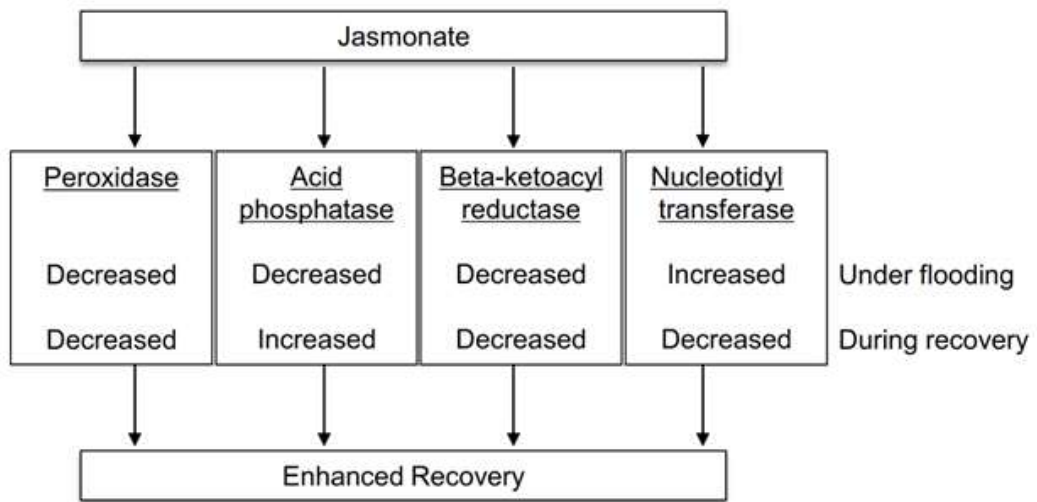 Jasmonate
Peroxidase
Acid
phosphatase
Beta-ketoacyl
reductase
Nucleotidyl
transferase
Decreased Decreased Decreased Increased Under flooding
Decreased Increased Decreased Decreased During recovery
Enhanced Recovery